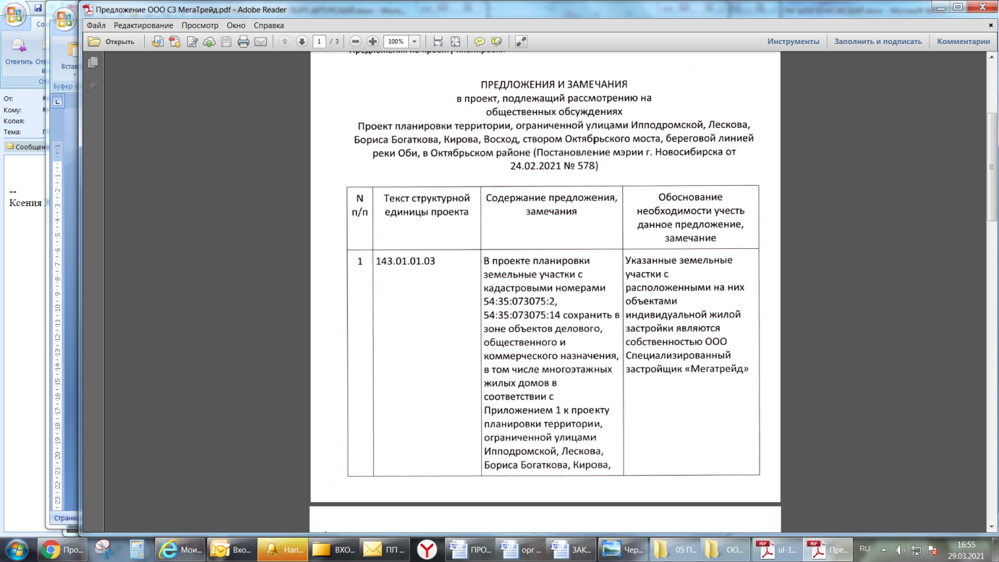 Предложение ООО СЗ МегаТрейд.pdf - Adobe Reader
Файл Редактирование Просмотр Окно Справка
Открыть 1 / 3 100% Инструменты Заполнить и подписать Комментарии
Ответить
Встав
Буфер о
От:
Кому:
Копия:
Тема:
Сообщен
--
Ксения
Страниц
Предложения по проекту планировки
ПРЕДЛОЖЕНИЯ И ЗАМЕЧАНИЯ
в проект, подлежащий рассмотрению на
общественных обсуждениях
Проект планировки территории, ограниченной улицами Ипподромской, Лескова,
Бориса Богаткова, Кирова, Восход, створом Октябрьского моста, береговой линией
реки Оби, в Октябрьском районе (Постановление мэрии г. Новосибирска от
24.02.2021 № 578)
N
п/п
Текст структурной
единицы проекта
Содержание предложения,
замечания
Обоснование
необходимости учесть
данное предложение,
замечание
1
143.01.01.03
В проекте планировки
земельные участки с
кадастровыми номерами
54:35:073075:2,
54:35:073075:14 сохранить в
зоне объектов делового,
общественного и
коммерческого назначения,
в том числе многоэтажных
жилых домов в
соответствии с
Приложением 1 к проекту
планировки территории,
ограниченной улицами
Ипподромской, Лескова,
Бориса Богаткова, Кирова,
Указанные земельные
участки с
расположенными на них
объектами
индивидуальной жилой
застройки являются
собственностью ООО
Специализированный
застройщик «Мегатрейд»
Про... Мои... Вхо... Нап... ВХО... ПП ... ПРО... орг ... ЗАК... Чер... 05 П... ОО... ul-1... Пре... RU 16:55
29.03.2021